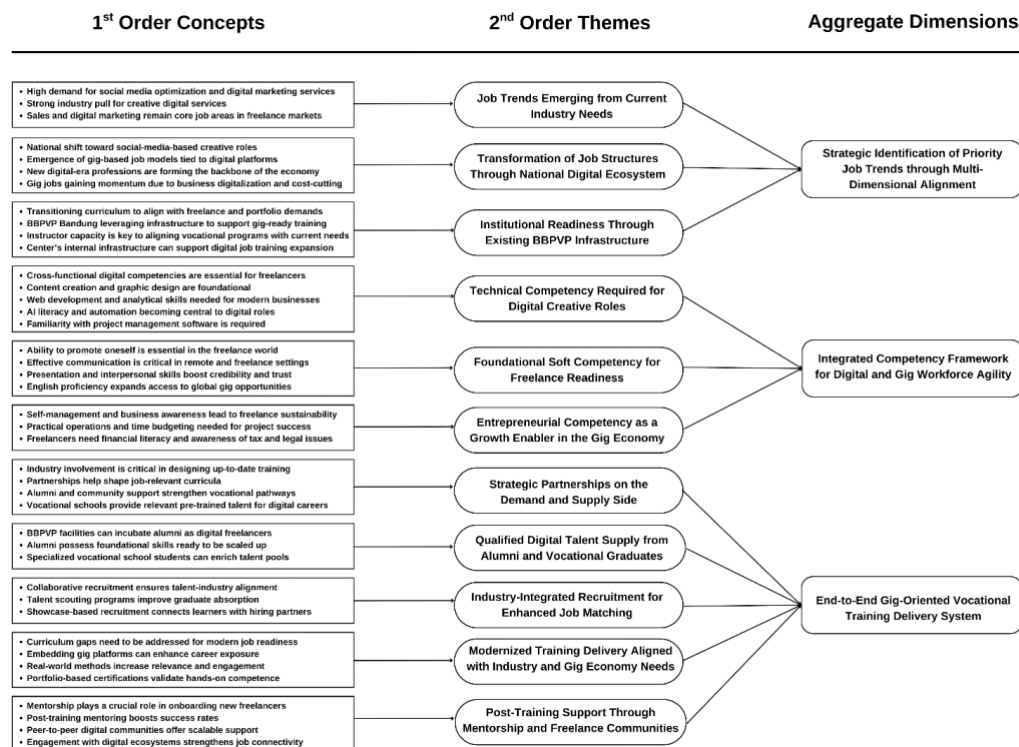 1st Order Concepts
2nd Order Themes
Aggregate Dimensions
• High demand for social media optimization and digital marketing services
• Strong industry pull for creative digital services
• Sales and digital marketing remain core job areas in freelance markets
Job Trends Emerging from Current
Industry Needs
• National shift toward social-media-based creative roles
• Emergence of gig-based job models tied to digital platforms
• New digital-era professions are forming the backbone of the economy
• Gig jobs gaining momentum due to business digitalization and cost-cutting
Transformation of Job Structures
Through National Digital Ecosystem
Strategic Identification of Priority
Job Trends through Multi-
Dimensional Alignment
• Transitioning curriculum to align with freelance and portfolio demands
• BBPVP Bandung leveraging infrastructure to support gig-ready training
• Instructor capacity is key to aligning vocational programs with current needs
• Center's internal infrastructure can support digital job training expansion
Institutional Readiness Through
Existing BBPVP Infrastructure
• Cross-functional digital competencies are essential for freelancers
• Content creation and graphic design are foundational
• Web development and analytical skills needed for modern businesses
• AI literacy and automation becoming central to digital roles
• Familiarity with project management software is required
Technical Competency Required for
Digital Creative Roles
• Ability to promote oneself is essential in the freelance world
• Effective communication is critical in remote and freelance settings
• Presentation and interpersonal skills boost credibility and trust
• English proficiency expands access to global gig opportunities
Foundational Soft Competency for
Freelance Readiness
Integrated Competency Framework
for Digital and Gig Workforce Agility
• Self-management and business awareness lead to freelance sustainability
• Practical operations and time budgeting needed for project success
• Freelancers need financial literacy and awareness of tax and legal issues
Entrepreneurial Competency as a
Growth Enabler in the Gig Economy
• Industry involvement is critical in designing up-to-date training
• Partnerships help shape job-relevant curricula
• Alumni and community support strengthen vocational pathways
• Vocational schools provide relevant pre-trained talent for digital careers
Strategic Partnerships on the
Demand and Supply Side
• BBPVP facilities can incubate alumni as digital freelancers
• Alumni possess foundational skills ready to be scaled up
• Specialized vocational school students can enrich talent pools
Qualified Digital Talent Supply from
Alumni and Vocational Graduates
• Collaborative recruitment ensures talent-industry alignment
• Talent scouting programs improve graduate absorption
• Showcase-based recruitment connects learners with hiring partners
Industry-Integrated Recruitment for
Enhanced Job Matching
End-to-End Gig-Oriented Vocational
Training Delivery System
• Curriculum gaps need to be addressed for modern job readiness
• Embedding gig platforms can enhance career exposure
• Real-world methods increase relevance and engagement
• Portfolio-based certifications validate hands-on competence
Modernized Training Delivery Aligned
with Industry and Gig Economy Needs
• Mentorship plays a crucial role in onboarding new freelancers
• Post-training mentoring boosts success rates
• Peer-to-peer digital communities offer scalable support
• Engagement with digital ecosystems strengthens job connectivity
Post-Training Support Through
Mentorship and Freelance Communities